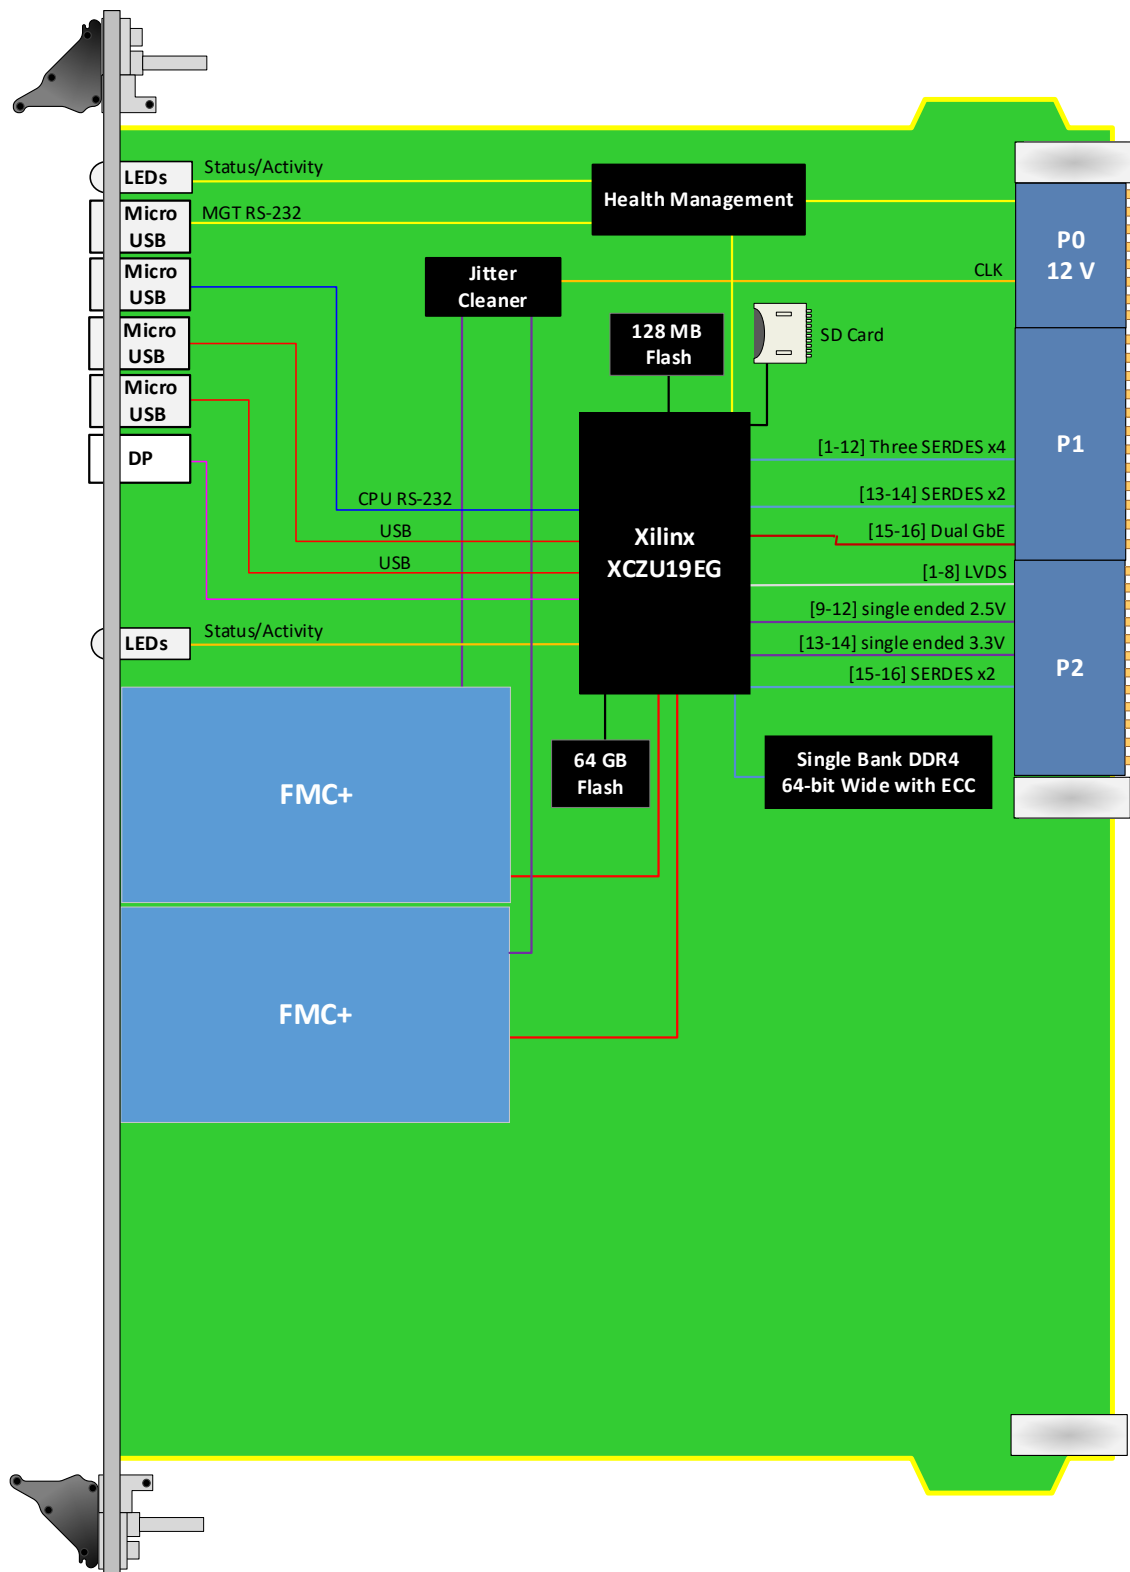 LEDs
Status/Activity
Micro
USB
MGT RS-232
Health Management
P0
12 V
Micro
USB
Jitter
Cleaner
CLK
Micro
USB
128 MB
Flash
SD Card
Micro
USB
DP
[1-12] Three SERDES x4
P1
CPU RS-232
[13-14] SERDES x2
USB
Xilinx
XCZU19EG
[15-16] Dual GbE
USB
[1-8] LVDS
[9-12] single ended 2.5V
LEDs
Status/Activity
[13-14] single ended 3.3V
[15-16] SERDES x2
P2
FMC+
64 GB
Flash
Single Bank DDR4
64-bit Wide with ECC
FMC+